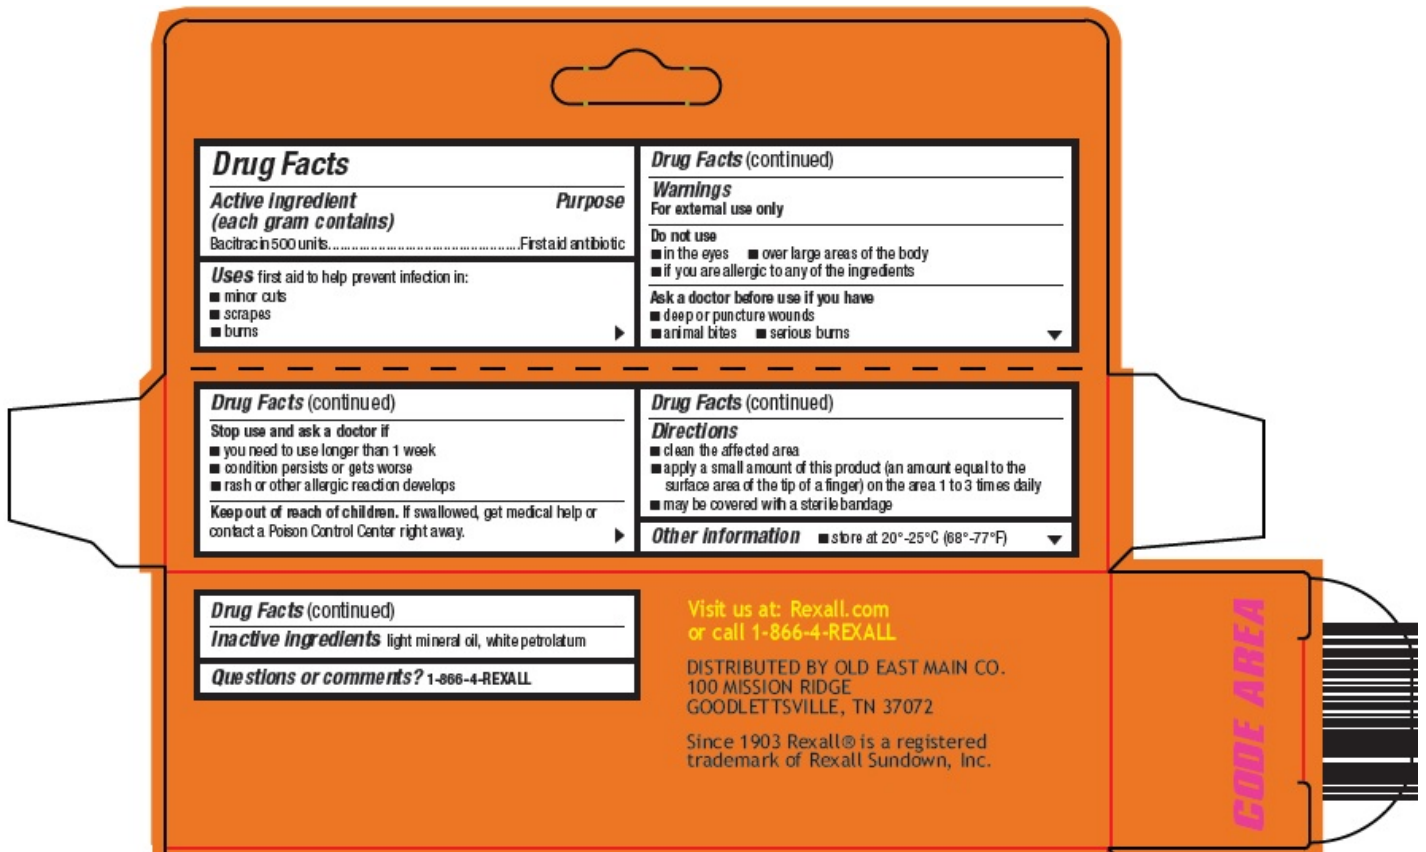 Drug Facts
Active ingredient Purpose
(each gram contains)
Bacitracin 500 units..................................................First aid antibiotic
Uses first aid to help prevent infection in:
■ minor cuts
■ scrapes
■ burns
Drug Facts (continued)
Warnings
For external use only
Do not use
■ in the eyes ■ over large areas of the body
■ if you are allergic to any of the ingredients
Ask a doctor before use if you have
■ deep or puncture wounds
■ animal bites ■ serious burns
Drug Facts (continued)
Stop use and ask a doctor if
■ you need to use longer than 1 week
■ condition persists or gets worse
■ rash or other allergic reaction develops
Keep out of reach of children. If swallowed, get medical help or
contact a Poison Control Center right away.
Drug Facts (continued)
Directions
■ clean the affected area
■ apply a small amount of this product (an amount equal to the
surface area of the tip of a finger) on the area 1 to 3 times daily
■ may be covered with a sterile bandage
Other information ■ store at 20°-25°C (68°-77°F)
Drug Facts (continued)
Inactive ingredients light mineral oil, white petrolatum
Questions or comments? 1-866-4-REXALL
Visit us at: Rexall.com
or call 1-866-4-REXALL
DISTRIBUTED BY OLD EAST MAIN CO.
100 MISSION RIDGE
GOODLETTSVILLE, TN 37072
Since 1903 Rexall® is a registered
trademark of Rexall Sundown, Inc.
CODE AREA